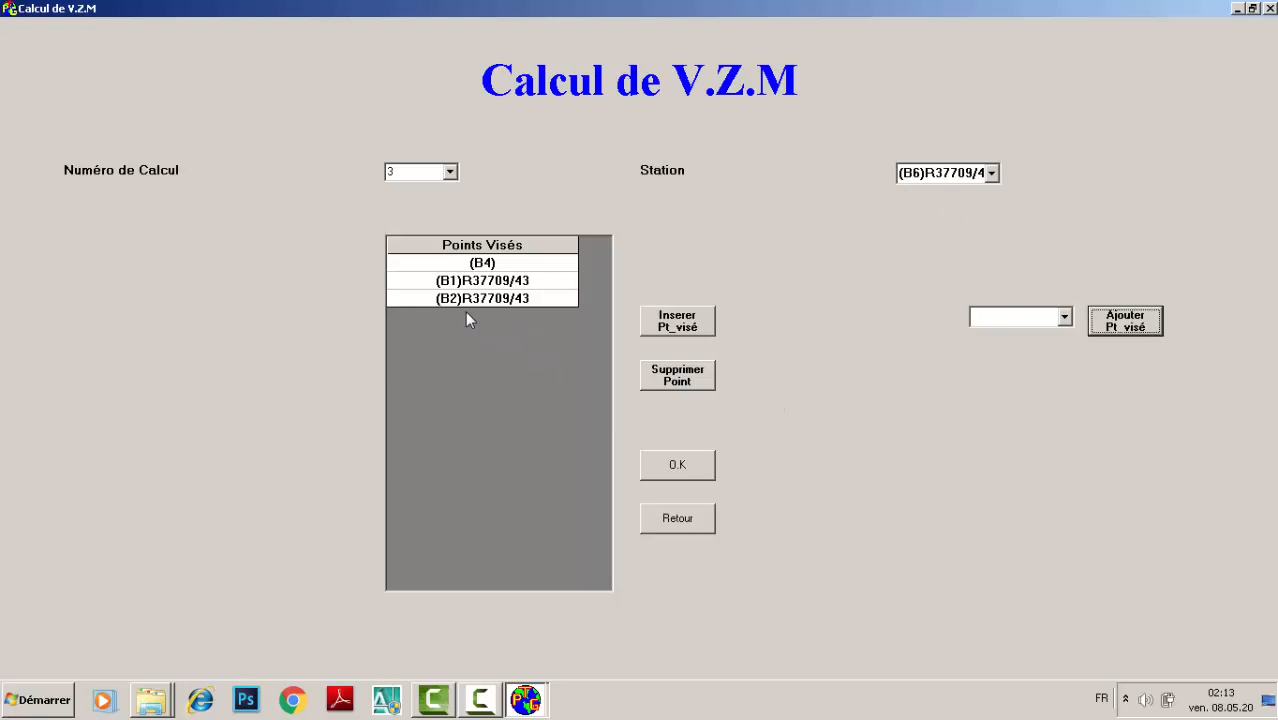 Calcul de V.Z.M
Calcul de V.Z.M
Numéro de Calcul
3
Station
(B6)R37709/4
Points Visés
(B4)
(B1)R37709/43
(B2)R37709/43
Inserer
Pt_visé
Ajouter
Pt_visé
Supprimer
Point
O.K
Retour
Démarrer
Ps
FR
02:13
ven. 08.05.20